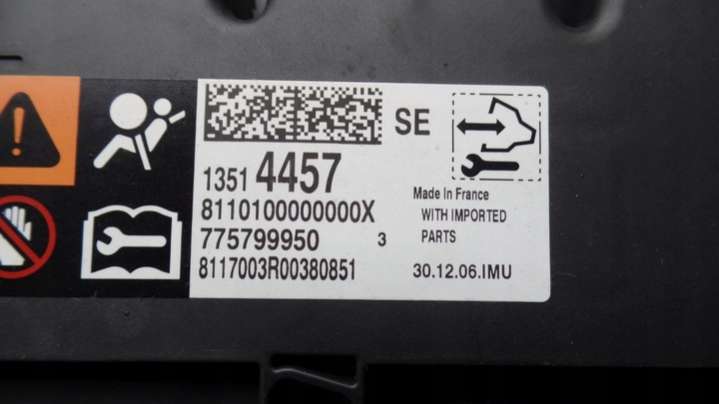 SE
1351 4457
8110100000000X
775799950 3
8117003R00380851
Made In France
WITH IMPORTED
PARTS
30.12.06.IMU